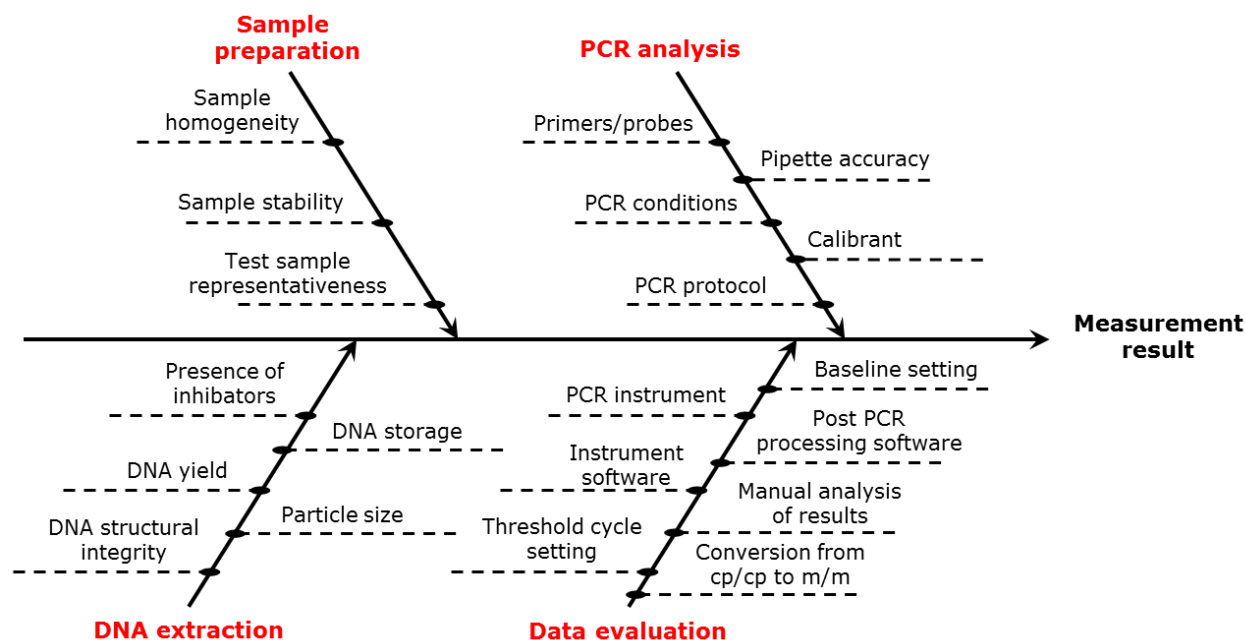 Sample
preparation
PCR analysis
Sample
homogeneity
Primers/probes
Pipette accuracy
Sample stability
PCR conditions
Calibrant
Test sample
representativeness
PCR protocol
Measurement
result
Presence of
inhibators
Baseline setting
PCR instrument
DNA storage
Post PCR
processing software
DNA yield
Instrument
software
Manual analysis
of results
DNA structural
integrity
Particle size
Threshold cycle
setting
Conversion from
cp/cp to m/m
DNA extraction
Data evaluation